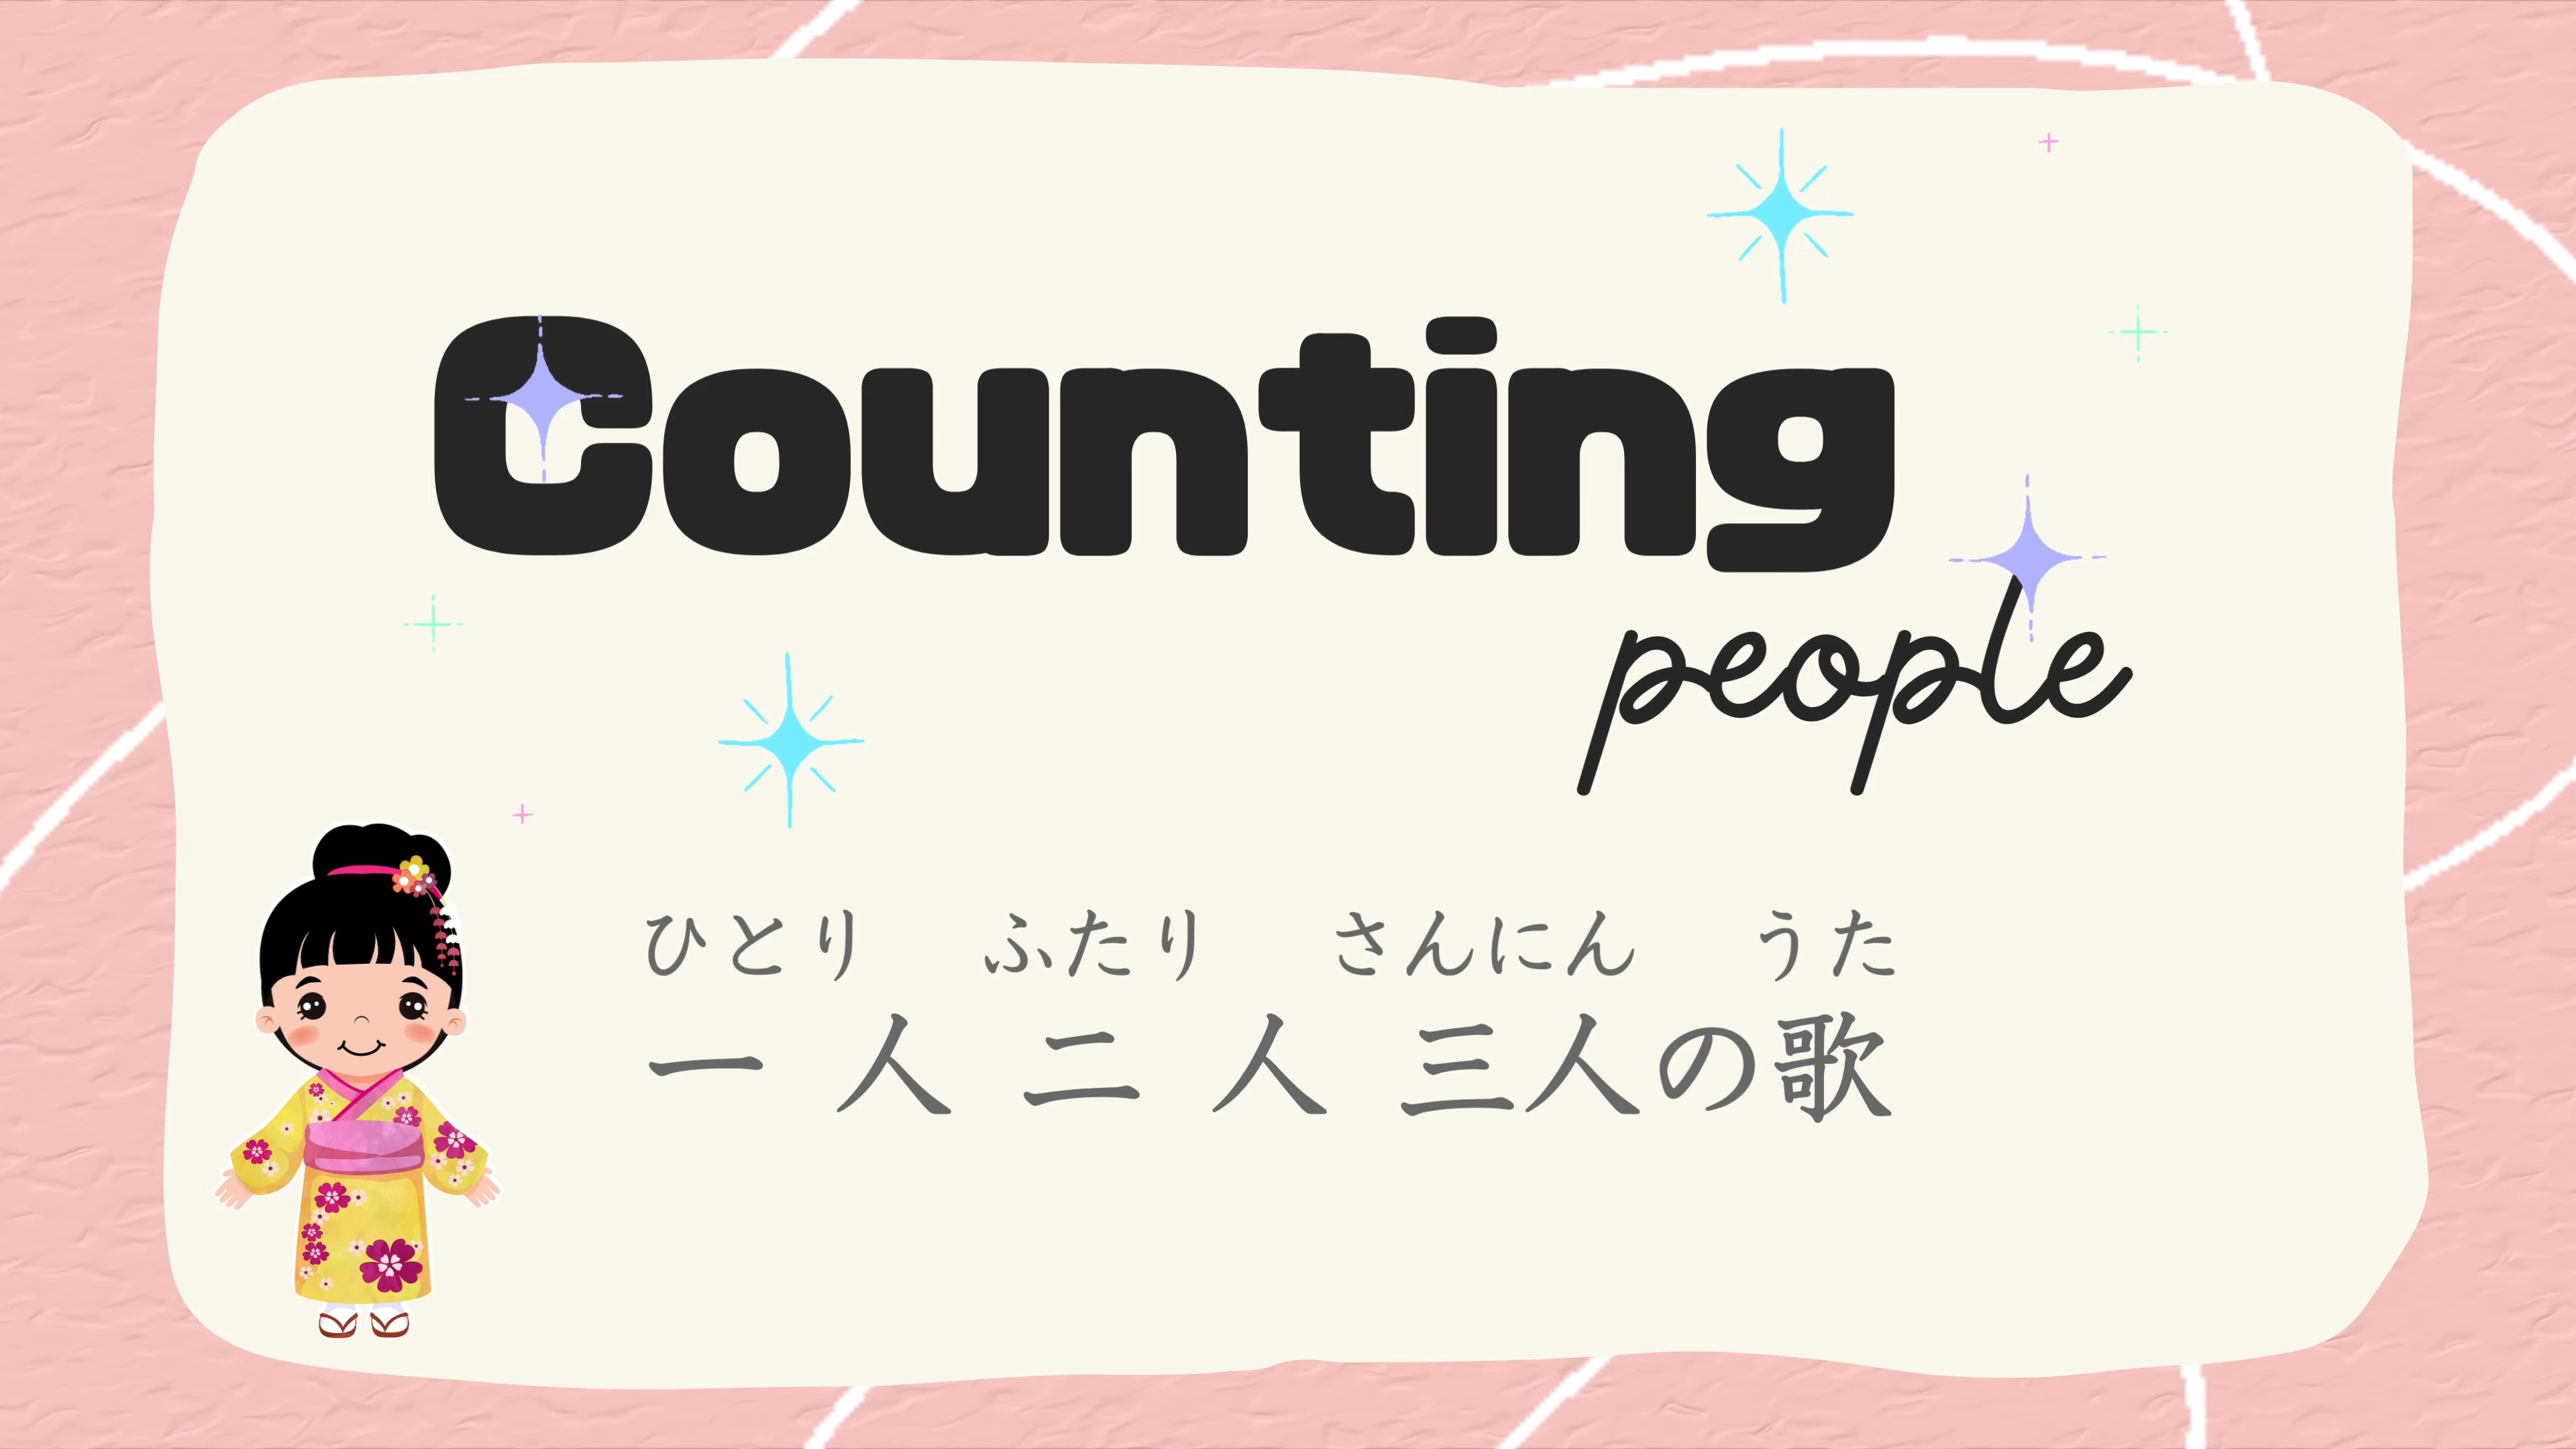 Counting
people
ひとり ふたり さんにん うた
一人 二人 三人の歌